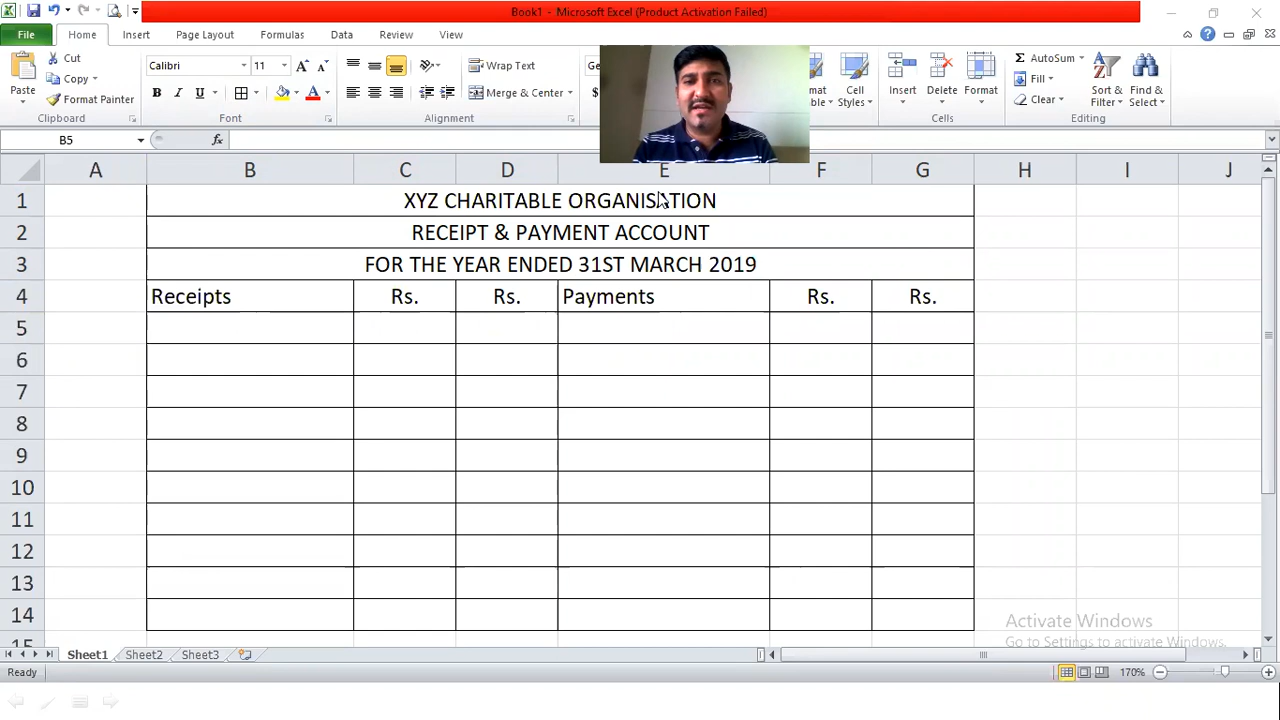 Book1 - Microsoft Excel (Product Activation Failed)
File Home Insert Page Layout Formulas Data Review View
Paste
Cut
Copy
Format Painter
Clipboard
Calibri 11
B I U A
Font
Wrap Text
Merge & Center
Alignment
Ge
$
Cell Styles
Insert Delete Format
Cells
Σ AutoSum
Fill
Clear
Sort & Filter
Find & Select
Editing
B5 fx
A B C D E F G H I J
1 XYZ CHARITABLE ORGANISATION
2 RECEIPT & PAYMENT ACCOUNT
3 FOR THE YEAR ENDED 31ST MARCH 2019
4 Receipts Rs. Rs. Payments Rs. Rs.
5
6
7
8
9
10
11
12
13
14
15
Activate Windows
Go to Settings to activate Windows.
Sheet1 Sheet2 Sheet3
Ready 170%